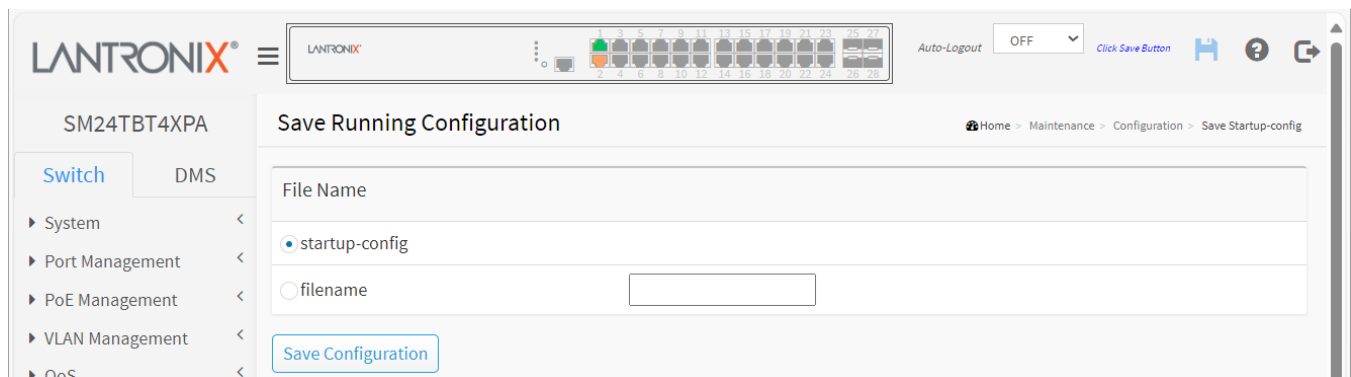 LANTRONIX®
LANTRONIX®
1 3 5 7 9 11 13 15 17 19 21 23 25 27
2 4 6 8 10 12 14 16 18 20 22 24 26 28
Auto-Logout OFF Click Save Button
SM24TBT4XPA
Save Running Configuration
Home > Maintenance > Configuration > Save Startup-config
Switch DMS
File Name
System
startup-config
Port Management
filename
PoE Management
VLAN Management
Save Configuration
QoS